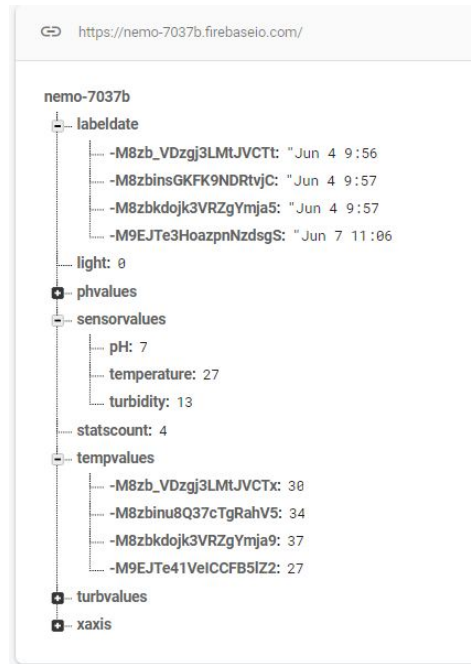 https://nemo-7037b.firebaseio.com/
nemo-7037b
labeldate
-M8zb_VDzgj3LMtJVCTt: "Jun 4 9:56
-M8zbinsGKFK9NDRtvjC: "Jun 4 9:57
-M8zbkdojk3VRZgYmja5: "Jun 4 9:57
-M9EJTe3HoazpnNzdsgS: "Jun 7 11:06
light: 0
phvalues
sensorvalues
pH: 7
temperature: 27
turbidity: 13
statscount: 4
tempvalues
-M8zb_VDzgj3LMtJVCTx: 30
-M8zbinu8Q37cTgRahV5: 34
-M8zbkdojk3VRZgYmja9: 37
-M9EJTe41VeICCFB5lZ2: 27
turbvalues
xaxis